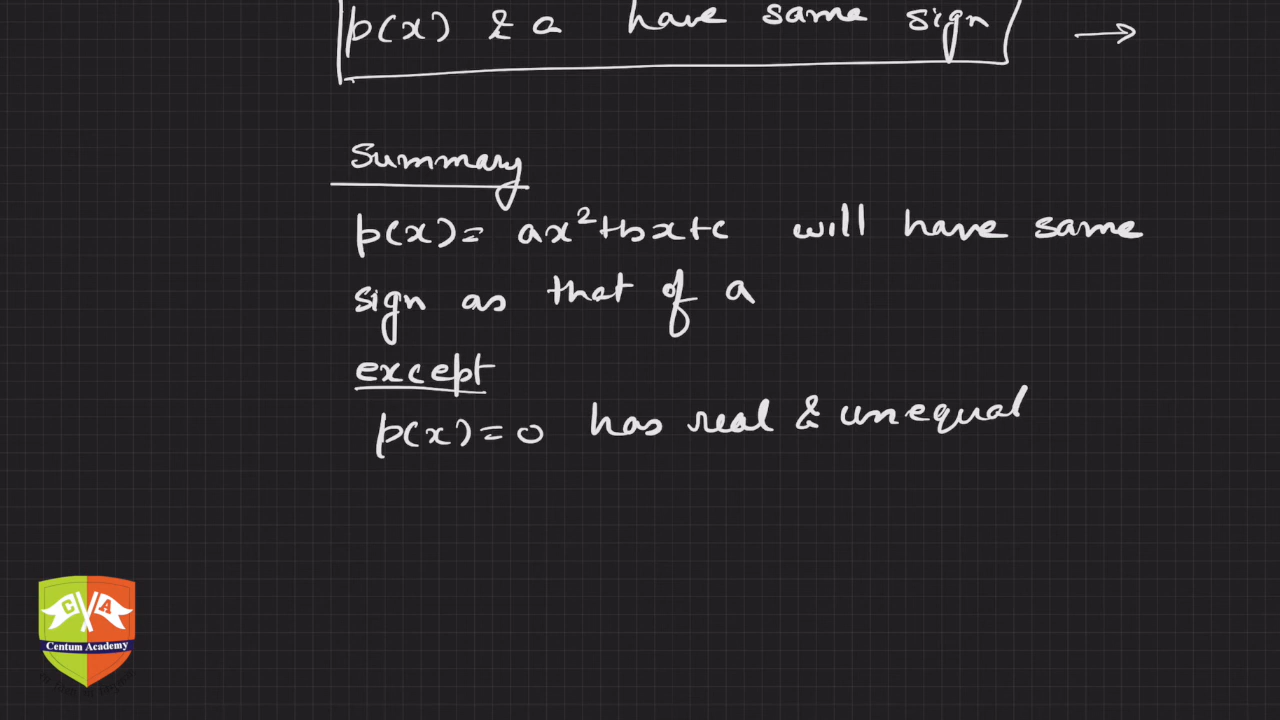 p(x) & a have same sign →
Summary
p(x) = ax²+bx+c will have same
sign as that of a
except
p(x) = 0 has real & unequal
C A
Centum Academy